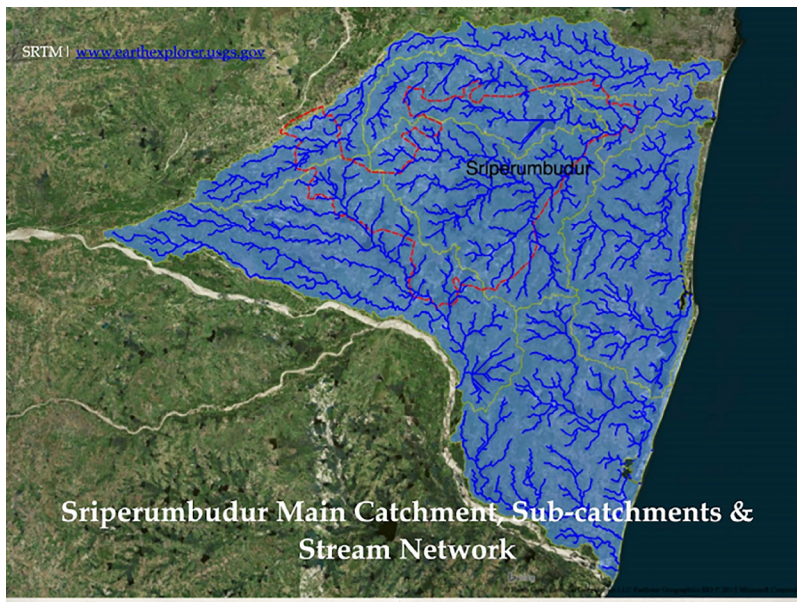 SRTM| www.earthexplorer.usgs.gov
Sriperumbudur
Sriperumbudur Main Catchment, Sub-catchments &
Stream Network